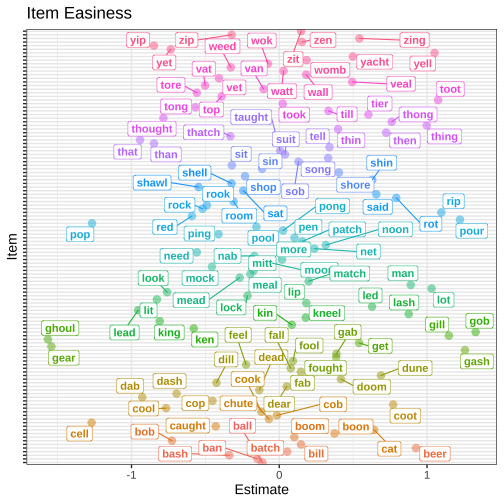 Item Easiness
yip zip weed wok zen zing
yet zit yacht yell
vat van womb
tore vet watt wall veal toot
tong top took till tier thong
thought thatch taught suit tell thin then thing
that than sit sin song shin
shell shop sob shore
shawl rook sat said rot rip
rock room pong
red ping pool pen patch noon pour
pop more net
need nab mitt moon match man
look mock meal lip led lot
mead lock kin kneel lash
lit lead king ken gill gob
ghoul feel fall fool gab get
gear dill dead fought dune gash
dab dash cook fab doom
cool cop chute dear cob coot
cell bob caught ball boom boon
bash ban batch bill cat beer
Item
-1 0 1
Estimate